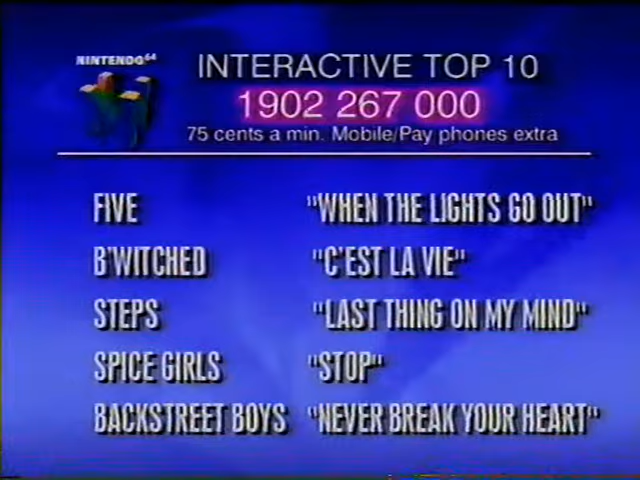 NINTENDO64
INTERACTIVE TOP 10
1902 267 000
75 cents a min. Mobile/Pay phones extra
FIVE "WHEN THE LIGHTS GO OUT"
B'WITCHED "C'EST LA VIE"
STEPS "LAST THING ON MY MIND"
SPICE GIRLS "STOP"
BACKSTREET BOYS "NEVER BREAK YOUR HEART"